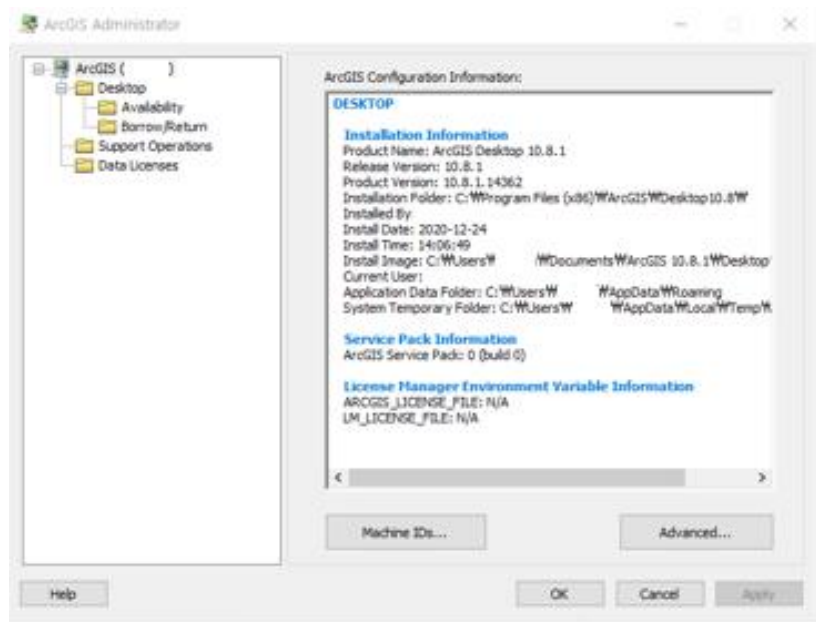 ArcGIS Administrator
ArcGIS ( )
Desktop
Availability
Borrow/Return
Support Operations
Data Licenses
ArcGIS Configuration Information:
DESKTOP
Installation Information
Product Name: ArcGIS Desktop 10.8.1
Release Version: 10.8.1
Product Version: 10.8.1.14362
Installation Folder: C:₩Program Files (x86)₩ArcGIS₩Desktop10.8₩
Installed By
Install Date: 2020-12-24
Install Time: 14:06:49
Install Image: C:₩Users₩ ₩Documents₩ArcGIS 10.8.1₩Desktop
Current User:
Application Data Folder: C:₩Users₩ ₩AppData₩Roaming
System Temporary Folder: C:₩Users₩ ₩AppData₩Local₩Temp₩
Service Pack Information
ArcGIS Service Pack: 0 (build 0)
License Manager Environment Variable Information
ARCGIS_LICENSE_FILE: N/A
LM_LICENSE_FILE: N/A
Machine IDs...
Advanced...
Help
OK
Cancel
Apply